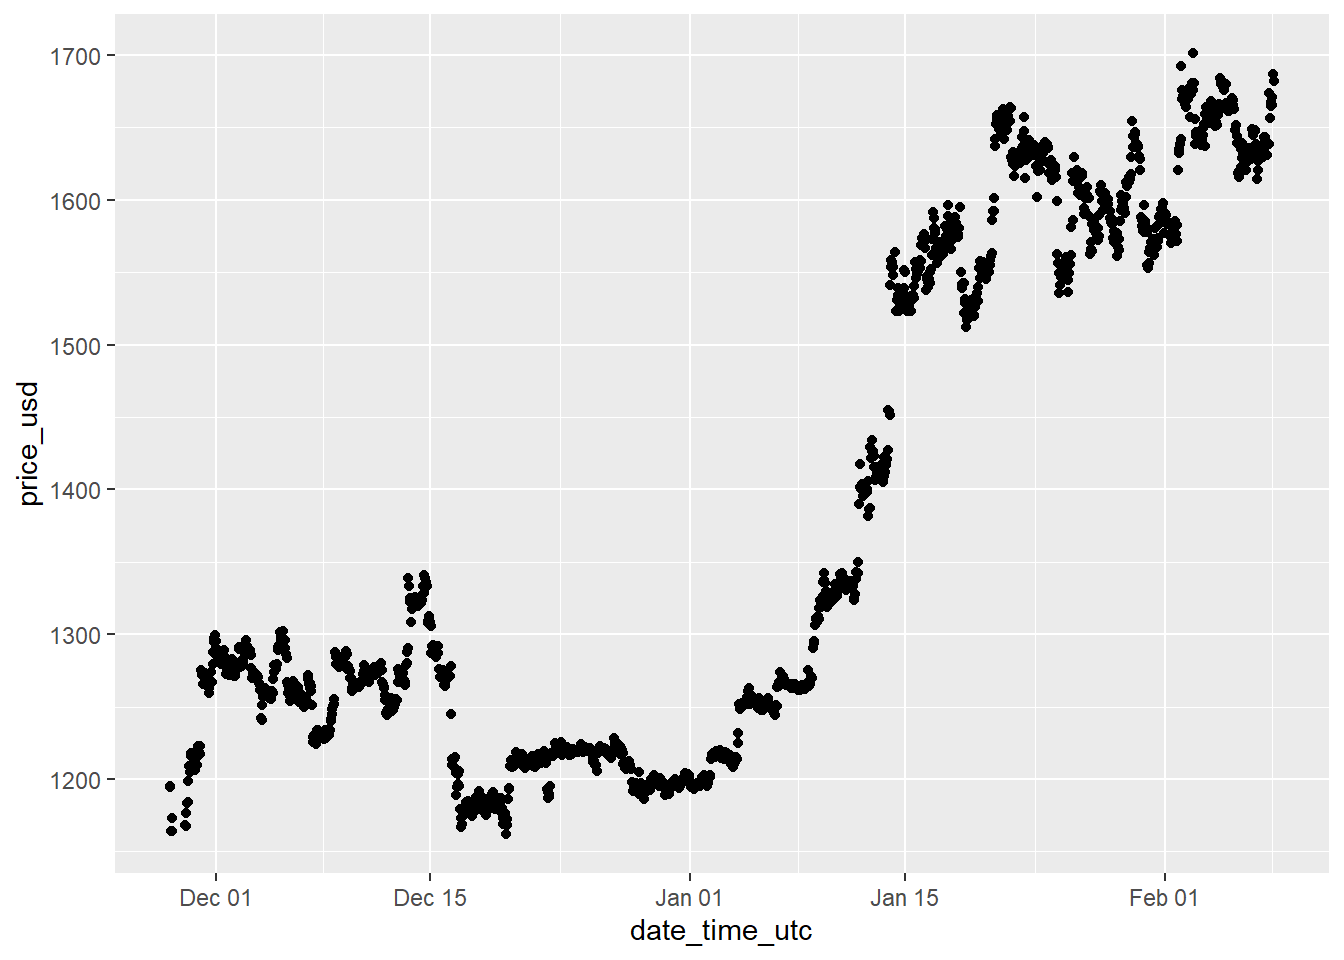 1700
1600
1500
1400
1300
1200
price_usd
Dec 01
Dec 15
Jan 01
Jan 15
Feb 01
date_time_utc